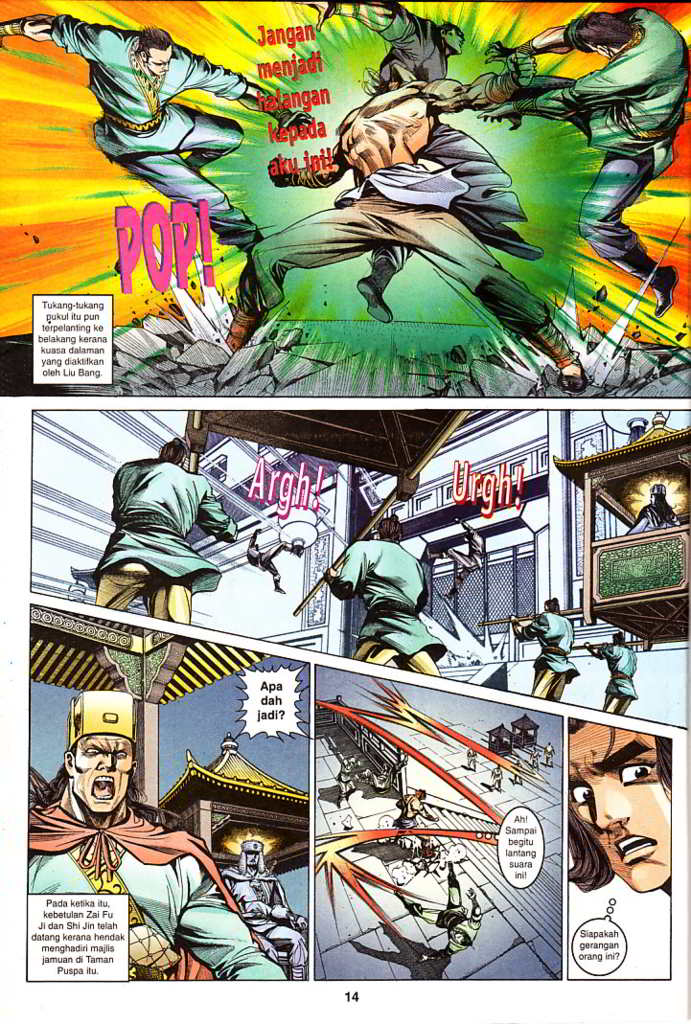 Jangan
menjadi
halangan
kepada
aku ini!
POP!
Tukang-tukang
pukul itu pun
terpelanting ke
belakang kerana
kuasa dalaman
yang diaktifkan
oleh Liu Bang.
Argh!
Urgh!
Apa
dah
jadi?
Pada ketika itu,
kebetulan Zai Fu
Ji dan Shi Jin telah
datang kerana hendak
menghadiri majlis
jamuan di Taman
Puspa itu.
Ah!
Sampai
begitu
lantang
suara
ini!
Siapakah
gerangan
orang ini?
14